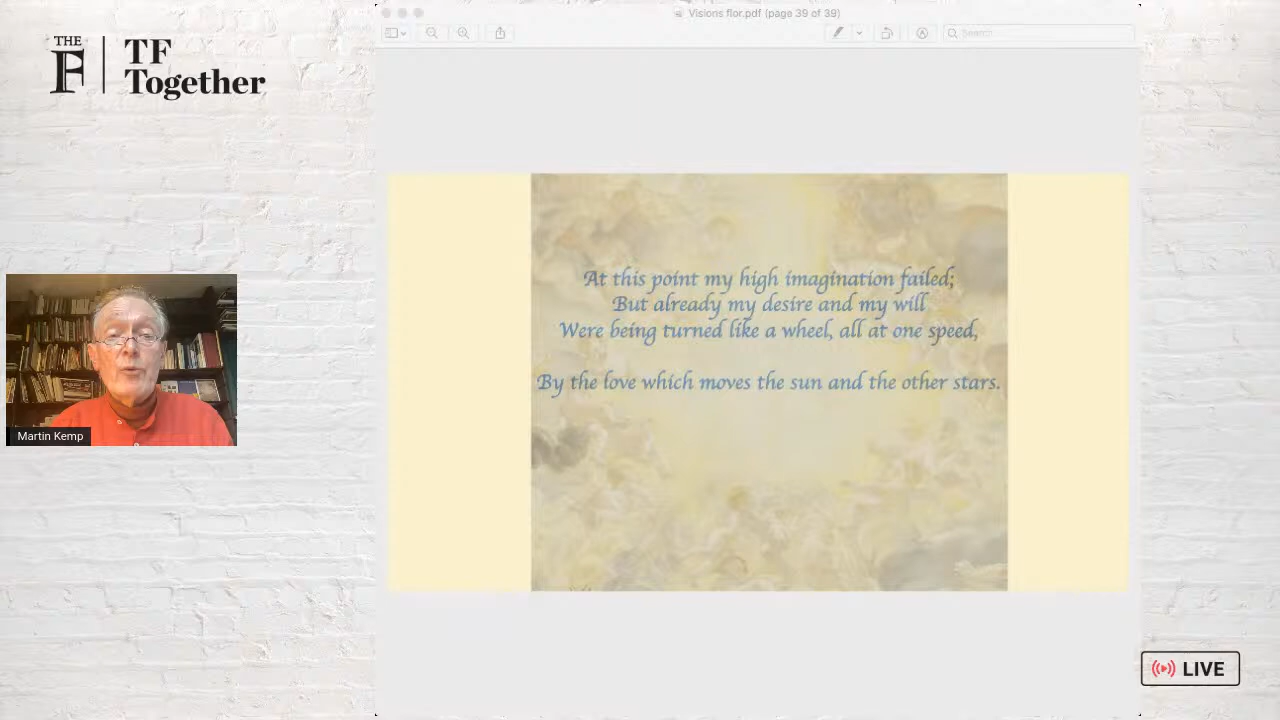 THE
F
TF
Together
Visions flor.pdf (page 39 of 39)
Search
At this point my high imagination failed;
But already my desire and my will
Were being turned like a wheel, all at one speed,
By the love which moves the sun and the other stars.
Martin Kemp
LIVE